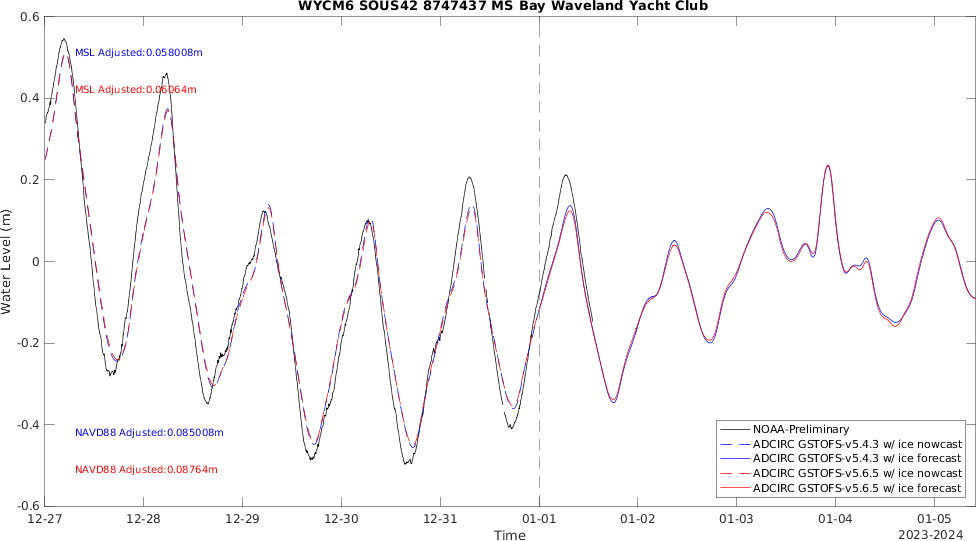 WYCM6 SOUS42 8747437 MS Bay Waveland Yacht Club
0.6
0.4
0.2
0
-0.2
-0.4
-0.6
Water Level (m)
MSL Adjusted:0.058008m
MSL Adjusted:0.06064m
NAVD88 Adjusted:0.085008m
NAVD88 Adjusted:0.08764m
NOAA-Preliminary
ADCIRC GSTOFS-v5.4.3 w/ ice nowcast
ADCIRC GSTOFS-v5.4.3 w/ ice forecast
ADCIRC GSTOFS-v5.6.5 w/ ice nowcast
ADCIRC GSTOFS-v5.6.5 w/ ice forecast
12-27 12-28 12-29 12-30 12-31 01-01 01-02 01-03 01-04 01-05
Time
2023-2024